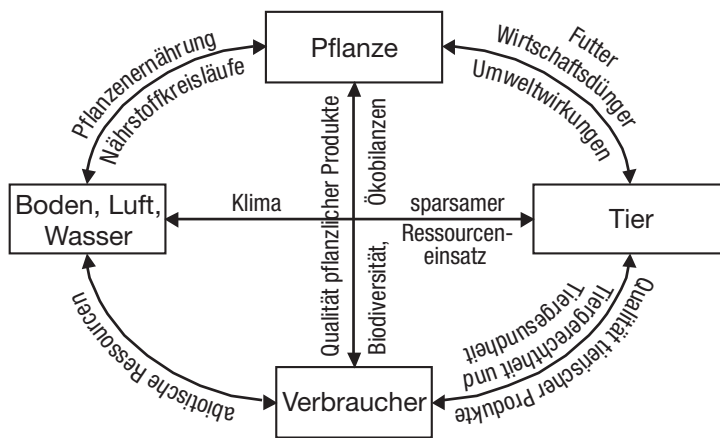 Pflanze
Pflanzenernährung
Nährstoffkreisläufe
Futter
Wirtschaftsdünger
Umweltwirkungen
Qualität pflanzlicher Produkte
Biodiversität, Ökobilanzen
Boden, Luft,
Wasser
Klima
sparsamer
Ressourcen-
einsatz
Tier
abiotische Ressourcen
Qualität tierischer Produkte
Tiergerechtheit und
Tiergesundheit
Verbraucher